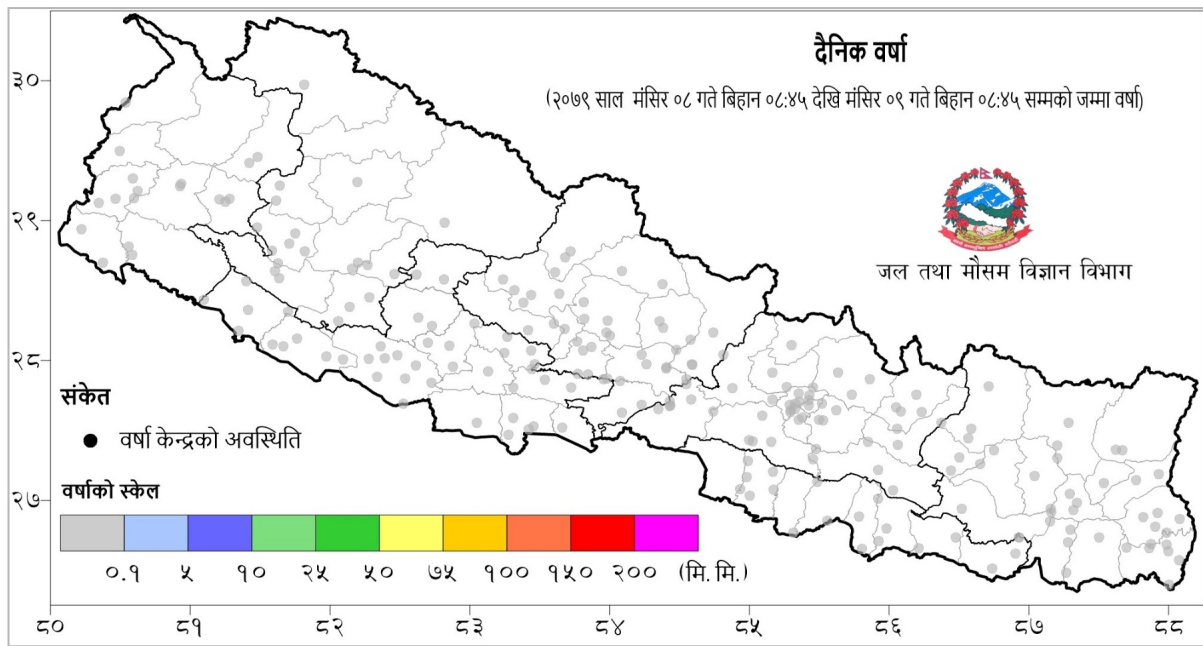 दैनिक वर्षा
(२०७९ साल मंसिर ०८ गते बिहान ०८:४५ देखि मंसिर ०९ गते बिहान ०८:४५ सम्मको जम्मा वर्षा)
जल तथा मौसम विज्ञान विभाग
३०
२९
२८
२७
संकेत
वर्षा केन्द्रको अवस्थिति
वर्षाको स्केल
०.१ ५ १० २५ ५० ७५ १०० १५० २०० (मि. मि.)
८० ८१ ८२ ८३ ८४ ८५ ८६ ८७ ८८